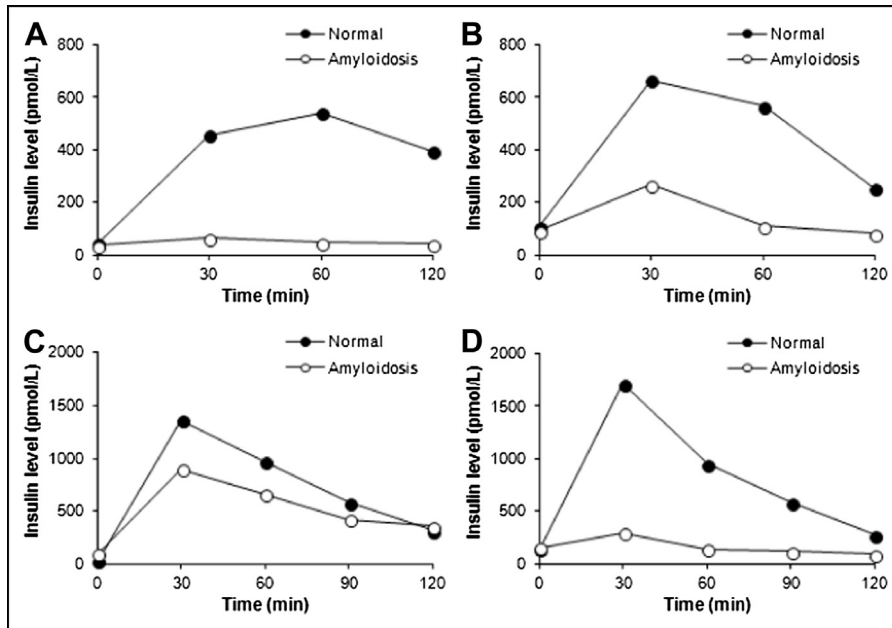 A
Normal
Amyloidosis
Insulin level (pmol/L)
800
600
400
200
0
0 30 60 120
Time (min)
B
Normal
Amyloidosis
Insulin level (pmol/L)
800
600
400
200
0
0 30 60 120
Time (min)
C
Normal
Amyloidosis
Insulin level (pmol/L)
2000
1500
1000
500
0
0 30 60 90 120
Time (min)
D
Normal
Amyloidosis
Insulin level (pmol/L)
2000
1500
1000
500
0
0 30 60 90 120
Time (min)